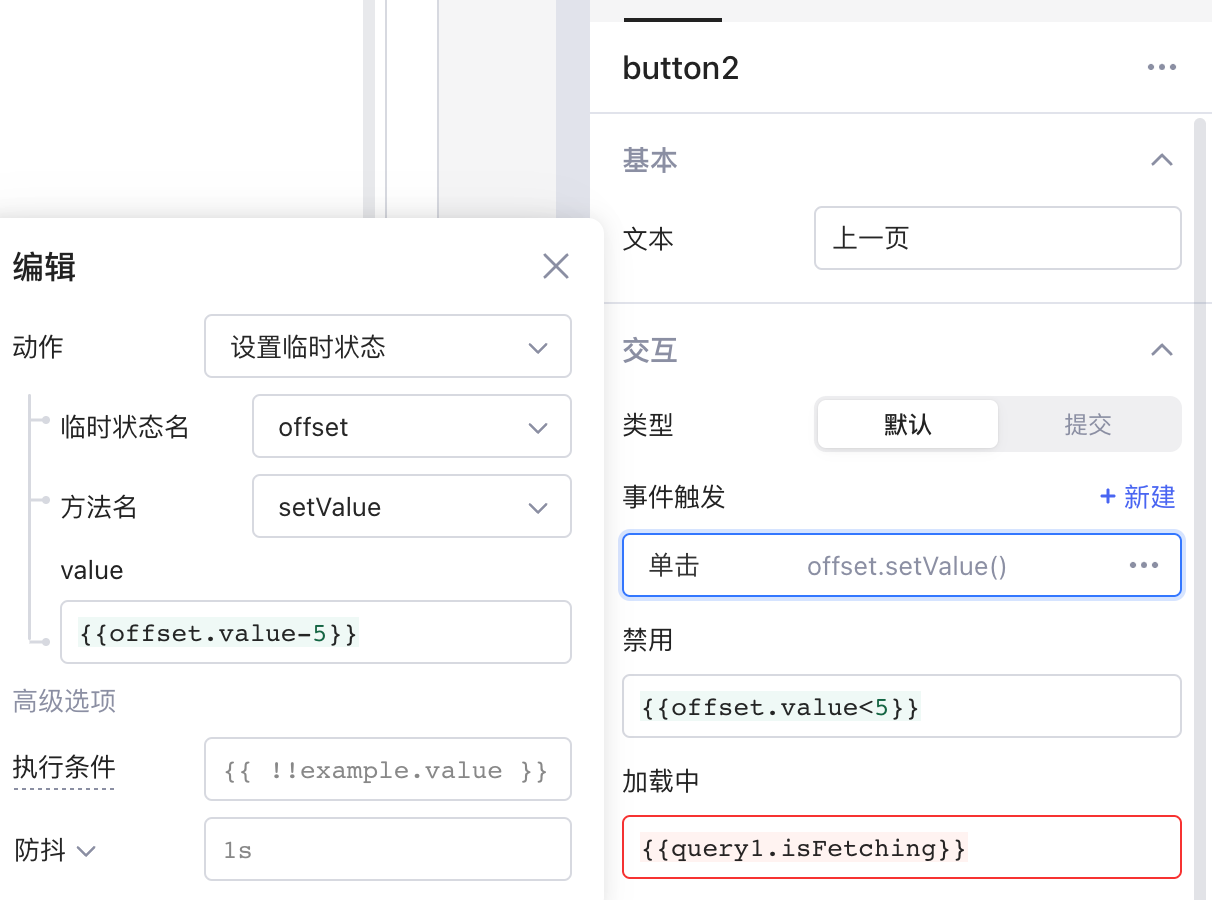 button2
基本
文本
上一页
交互
类型
默认
提交
事件触发
+ 新建
单击
offset.setValue()
禁用
{{offset.value<5}}
加载中
{{query1.isFetching}}
编辑
动作
设置临时状态
临时状态名
offset
方法名
setValue
value
{{offset.value-5}}
高级选项
执行条件
{{ !!example.value }}
防抖
1s